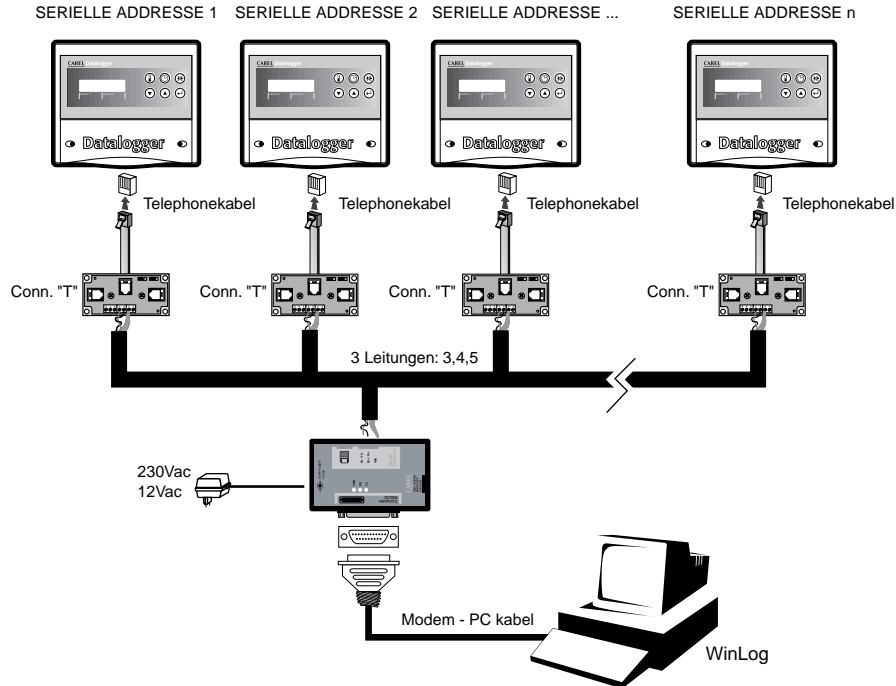 SERIELLE ADDRESSE 1
SERIELLE ADDRESSE 2
SERIELLE ADDRESSE ...
SERIELLE ADDRESSE n
CAREL Datalogger
CAREL Datalogger
CAREL Datalogger
CAREL Datalogger
Datalogger
Datalogger
Datalogger
Datalogger
Telephonekabel
Telephonekabel
Telephonekabel
Telephonekabel
Conn. "T"
Conn. "T"
Conn. "T"
Conn. "T"
3 Leitungen: 3,4,5
230Vac
12Vac
CAREL
Modem - PC kabel
WinLog